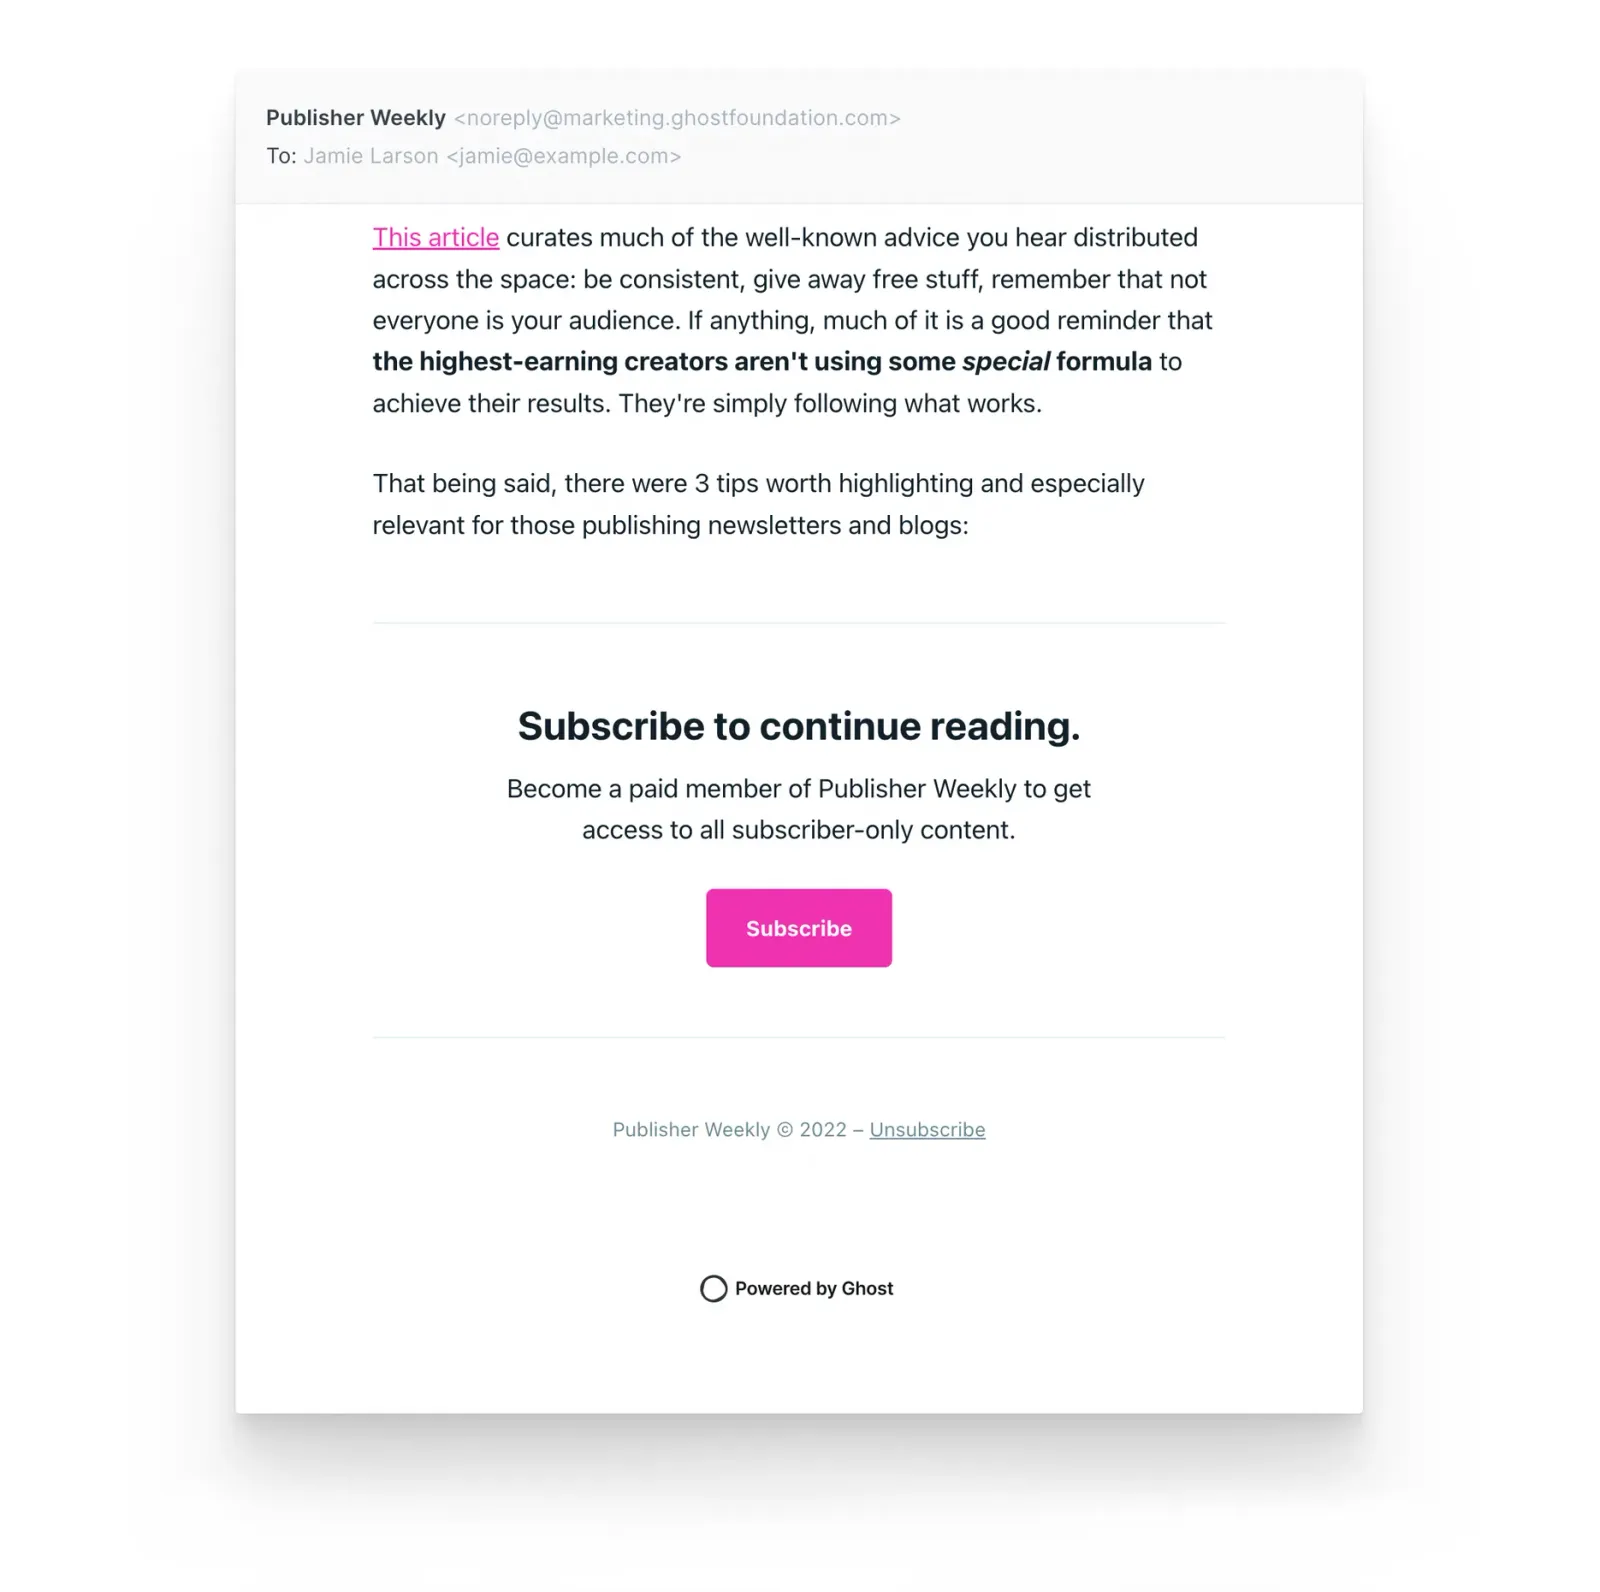 Publisher Weekly <noreply@marketing.ghostfoundation.com>
To: Jamie Larson <jamie@example.com>
This article curates much of the well-known advice you hear distributed
across the space: be consistent, give away free stuff, remember that not
everyone is your audience. If anything, much of it is a good reminder that
the highest-earning creators aren't using some special formula to
achieve their results. They're simply following what works.
That being said, there were 3 tips worth highlighting and especially
relevant for those publishing newsletters and blogs:
Subscribe to continue reading.
Become a paid member of Publisher Weekly to get
access to all subscriber-only content.
Subscribe
Publisher Weekly © 2022 – Unsubscribe
Powered by Ghost